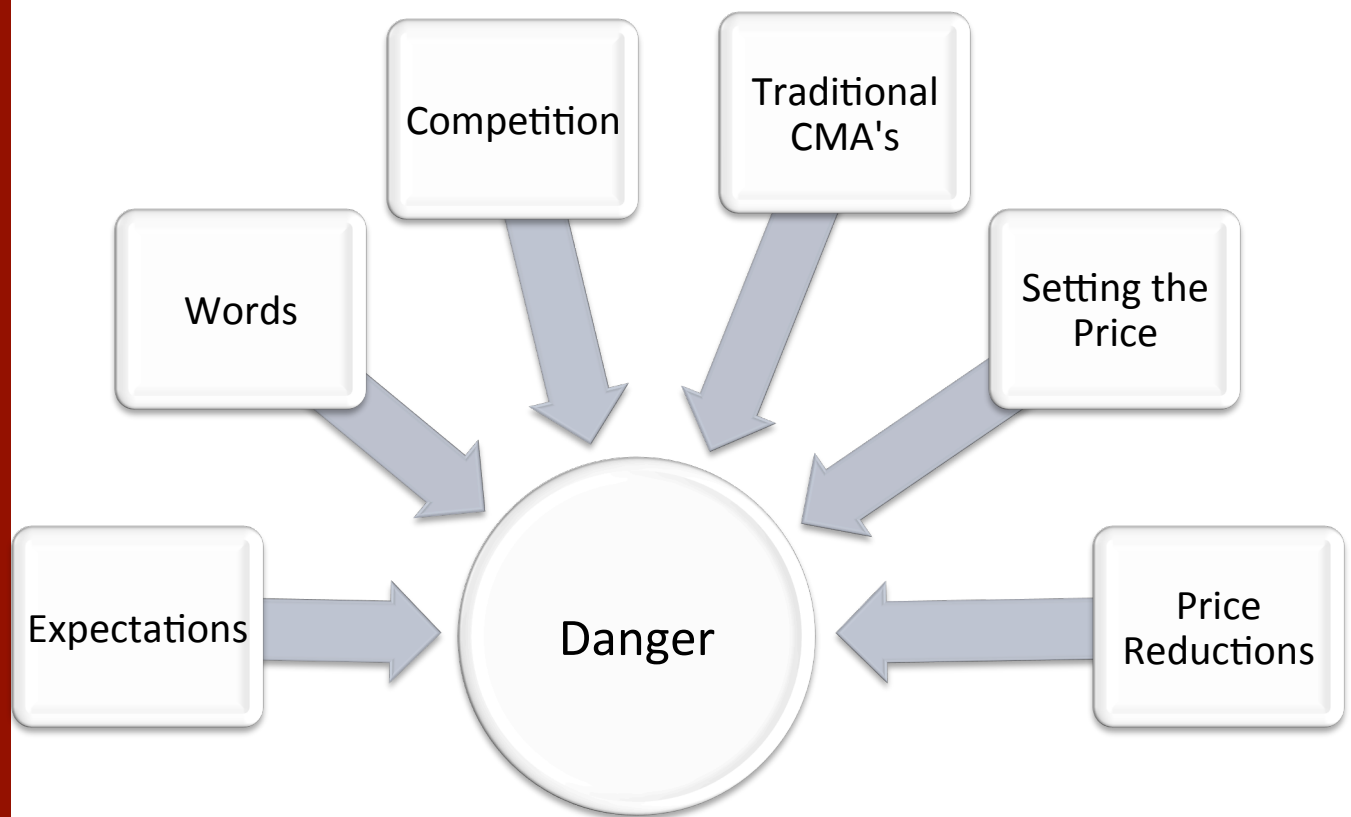 Competition
Traditional
CMA's
Words
Setting the
Price
Expectations
Danger
Price
Reductions